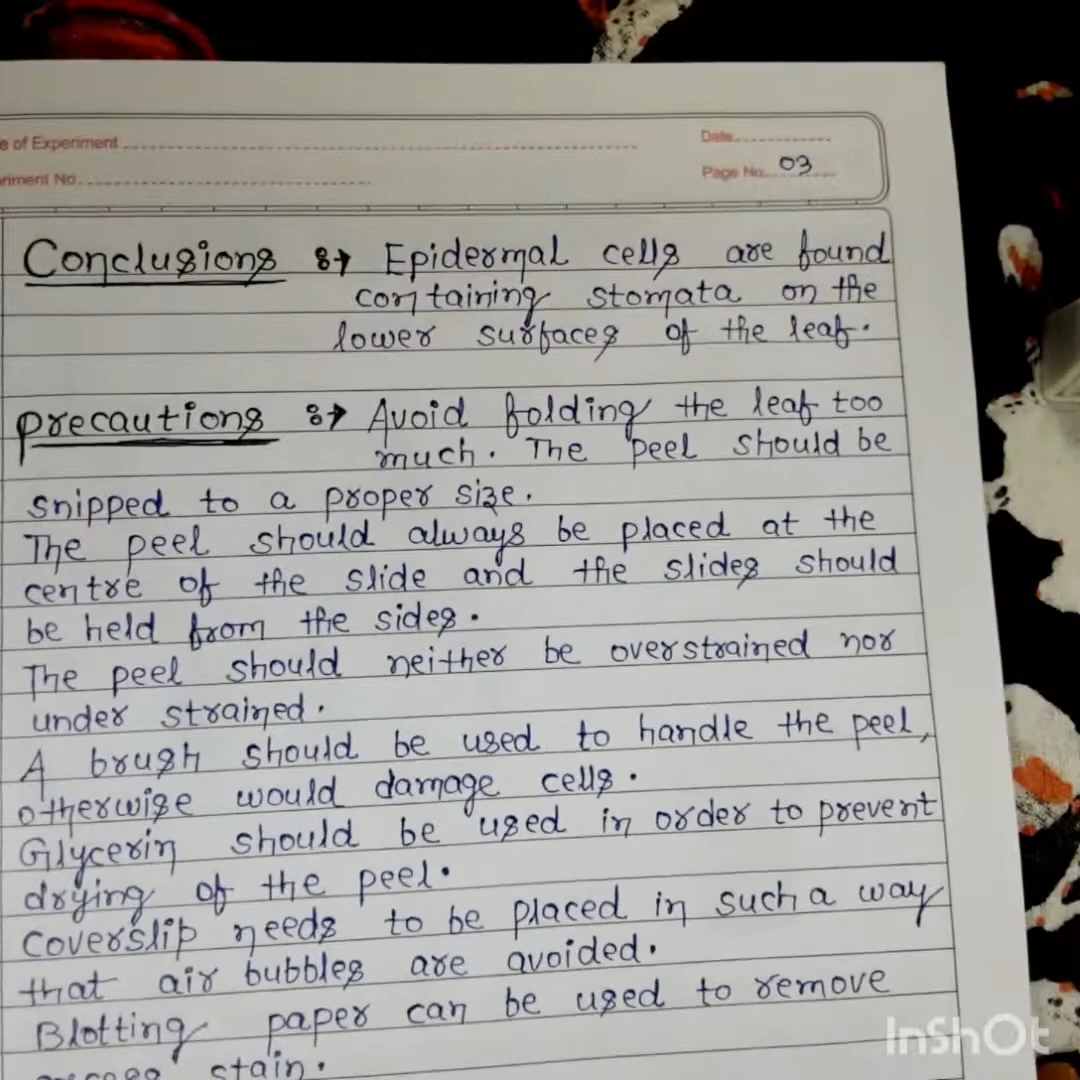 e of Experiment
Date
riment No.
Page No. 03
Conclusions :→ Epidermal cells are found
containing stomata on the
lower surfaces of the leaf.
precautions :→ Avoid folding the leaf too
much. The peel should be
snipped to a proper size.
The peel should always be placed at the
centre of the slide and the slides should
be held from the sides.
The peel should neither be overstrained nor
under strained.
A brush should be used to handle the peel,
otherwise would damage cells.
Glycerin should be used in order to prevent
drying of the peel.
Coverslip needs to be placed in such a way
that air bubbles are avoided.
Blotting paper can be used to remove
stain.
InShOt